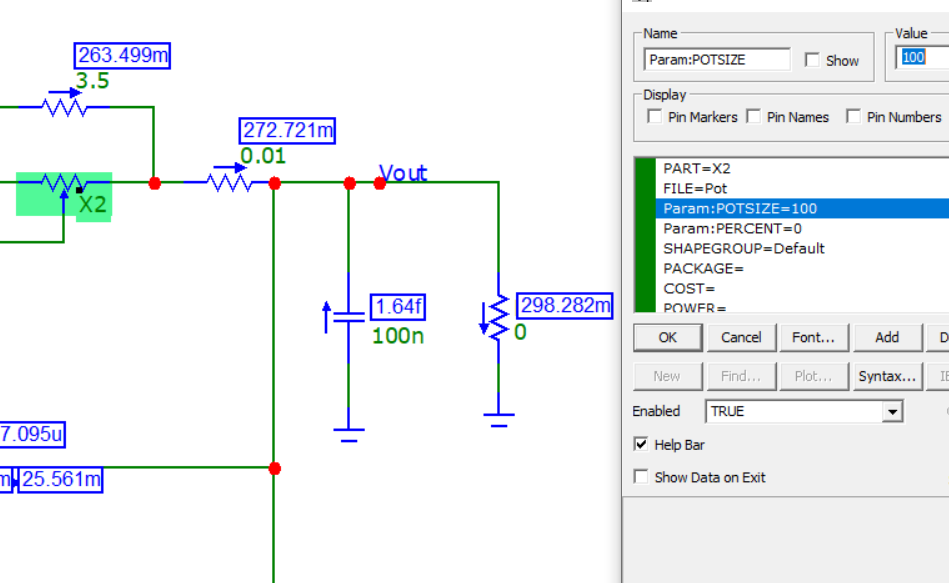 263.499m
3.5
272.721m
0.01
Vout
X2
1.64f
100n
298.282m
0
7.095u
m
25.561m
Name
Value
Param:POTSIZE
Show
100
Display
Pin Markers
Pin Names
Pin Numbers
PART=X2
FILE=Pot
Param:POTSIZE=100
Param:PERCENT=0
SHAPEGROUP=Default
PACKAGE=
COST=
POWER=
OK
Cancel
Font...
Add
D
New
Find...
Plot...
Syntax...
Enabled
TRUE
Help Bar
Show Data on Exit